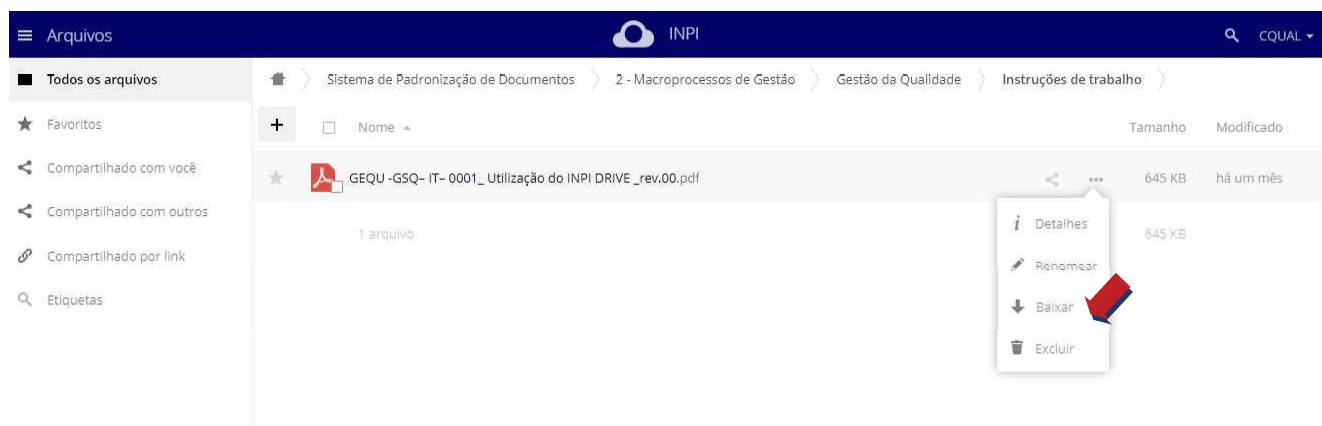 Arquivos INPI CQUAL
Todos os arquivos Sistema de Padronização de Documentos 2 - Macroprocessos de Gestão Gestão da Qualidade Instruções de trabalho
Favoritos + Nome Tamanho Modificado
Compartilhado com você GEQU -GSQ– IT– 0001_ Utilização do INPI DRIVE _rev.00.pdf ... 645 KB há um mês
Compartilhado com outros 1 arquivo Detalhes 645 KB
Compartilhado por link Renomear
Etiquetas Baixar
Excluir